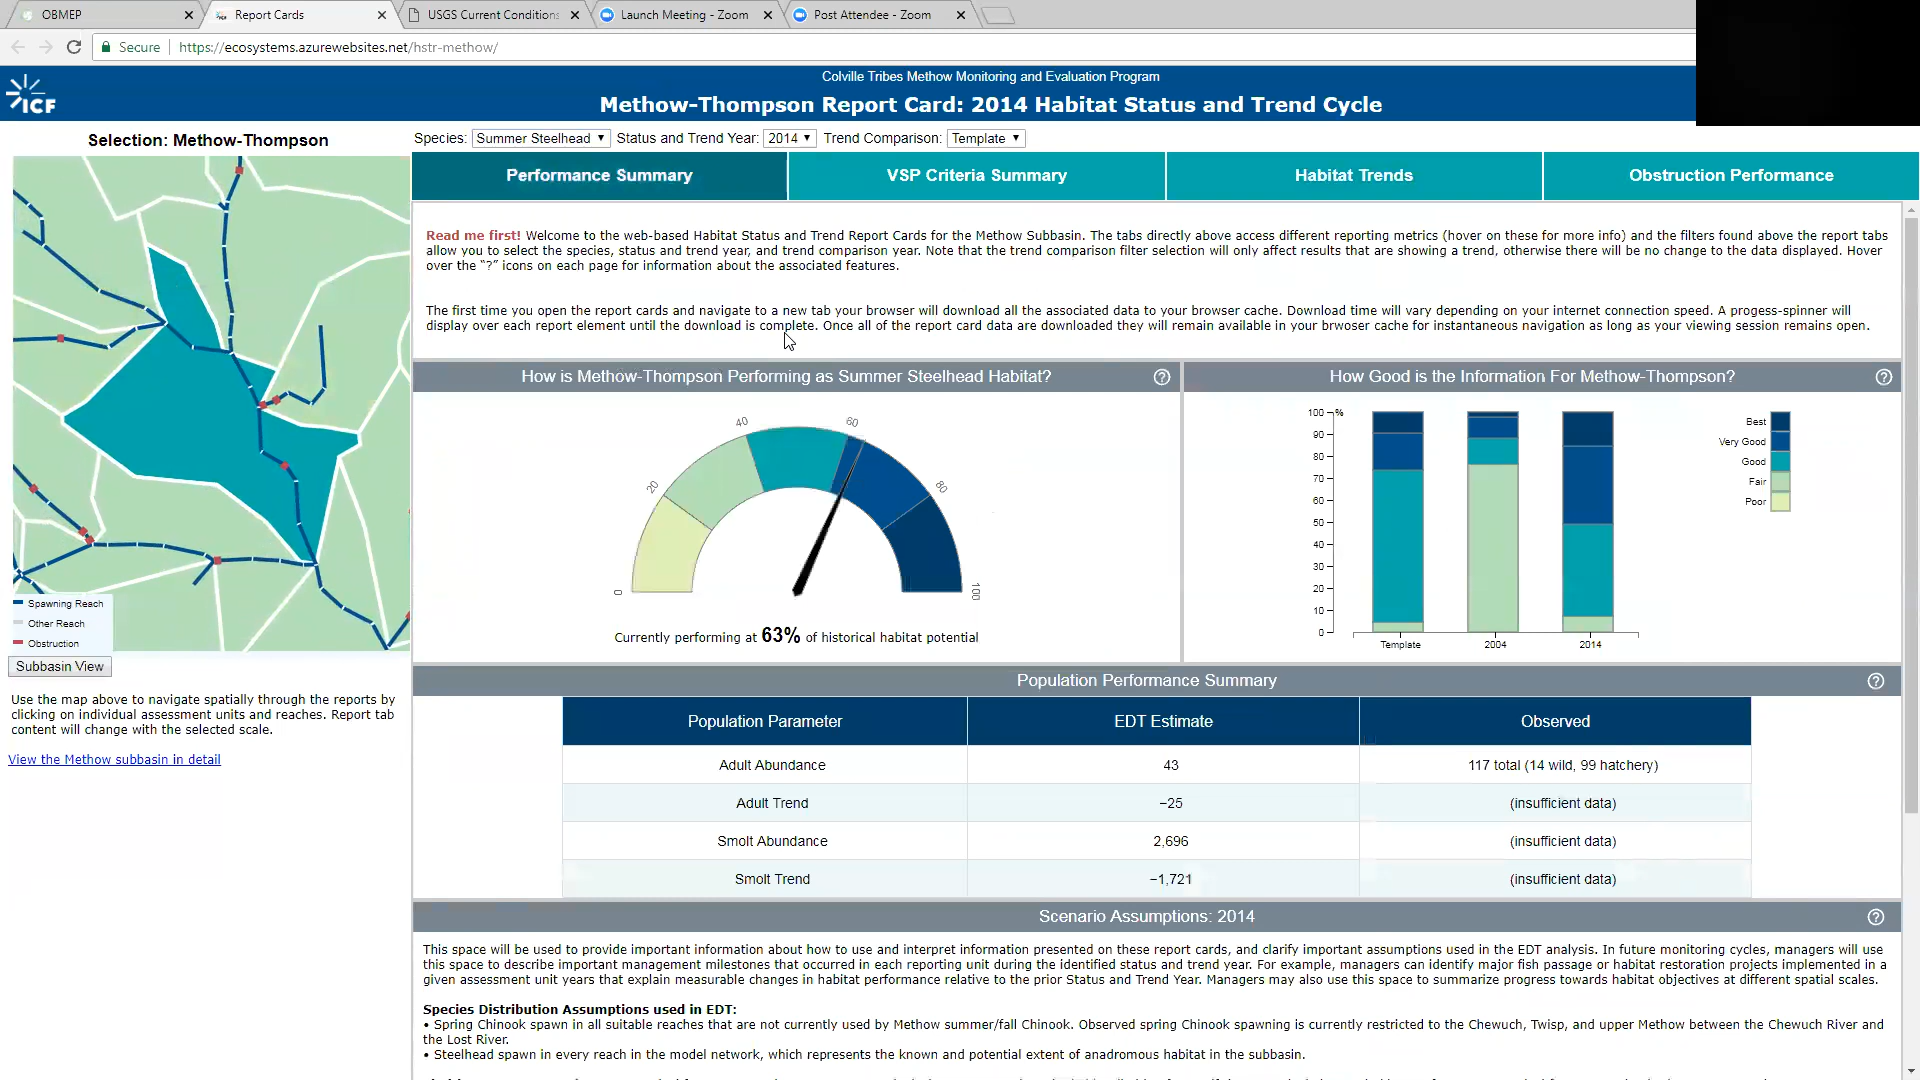 OBMEP
Report Cards
USGS Current Conditions
Launch Meeting - Zoom
Post Attendee - Zoom
Secure
https://ecosystems.azurewebsites.net/hstr-methow/
ICF
Colville Tribes Methow Monitoring and Evaluation Program
Methow-Thompson Report Card: 2014 Habitat Status and Trend Cycle
Selection: Methow-Thompson
Species: Summer Steelhead Status and Trend Year: 2014 Trend Comparison: Template
Performance Summary
VSP Criteria Summary
Habitat Trends
Obstruction Performance
Spawning Reach
Other Reach
Obstruction
Subbasin View
Use the map above to navigate spatially through the reports by
clicking on individual assessment units and reaches. Report tab
content will change with the selected scale.
View the Methow subbasin in detail
Read me first! Welcome to the web-based Habitat Status and Trend Report Cards for the Methow Subbasin. The tabs directly above access different reporting metrics (hover on these for more info) and the filters found above the report tabs
allow you to select the species, status and trend year, and trend comparison year. Note that the trend comparison filter selection will only affect results that are showing a trend, otherwise there will be no change to the data displayed. Hover
over the “?” icons on each page for information about the associated features.
The first time you open the report cards and navigate to a new tab your browser will download all the associated data to your browser cache. Download time will vary depending on your internet connection speed. A progess-spinner will
display over each report element until the download is complete. Once all of the report card data are downloaded they will remain available in your brwoser cache for instantaneous navigation as long as your viewing session remains open.
How is Methow-Thompson Performing as Summer Steelhead Habitat?
?
0
20
40
60
80
100
Currently performing at 63% of historical habitat potential
How Good is the Information For Methow-Thompson?
?
100 %
90
80
70
60
50
40
30
20
10
0
Template
2004
2014
Best
Very Good
Good
Fair
Poor
Population Performance Summary
?
Population Parameter EDT Estimate Observed
Adult Abundance 43 117 total (14 wild, 99 hatchery)
Adult Trend −25 (insufficient data)
Smolt Abundance 2,696 (insufficient data)
Smolt Trend −1,721 (insufficient data)
Scenario Assumptions: 2014
?
This space will be used to provide important information about how to use and interpret information presented on these report cards, and clarify important assumptions used in the EDT analysis. In future monitoring cycles, managers will use
this space to describe important management milestones that occurred in each reporting unit during the identified status and trend year. For example, managers can identify major fish passage or habitat restoration projects implemented in a
given assessment unit years that explain measurable changes in habitat performance relative to the prior Status and Trend Year. Managers may also use this space to summarize progress towards habitat objectives at different spatial scales.
Species Distribution Assumptions used in EDT:
• Spring Chinook spawn in all suitable reaches that are not currently used by Methow summer/fall Chinook. Observed spring Chinook spawning is currently restricted to the Chewuch, Twisp, and upper Methow between the Chewuch River and
the Lost River.
• Steelhead spawn in every reach in the model network, which represents the known and potential extent of anadromous habitat in the subbasin.